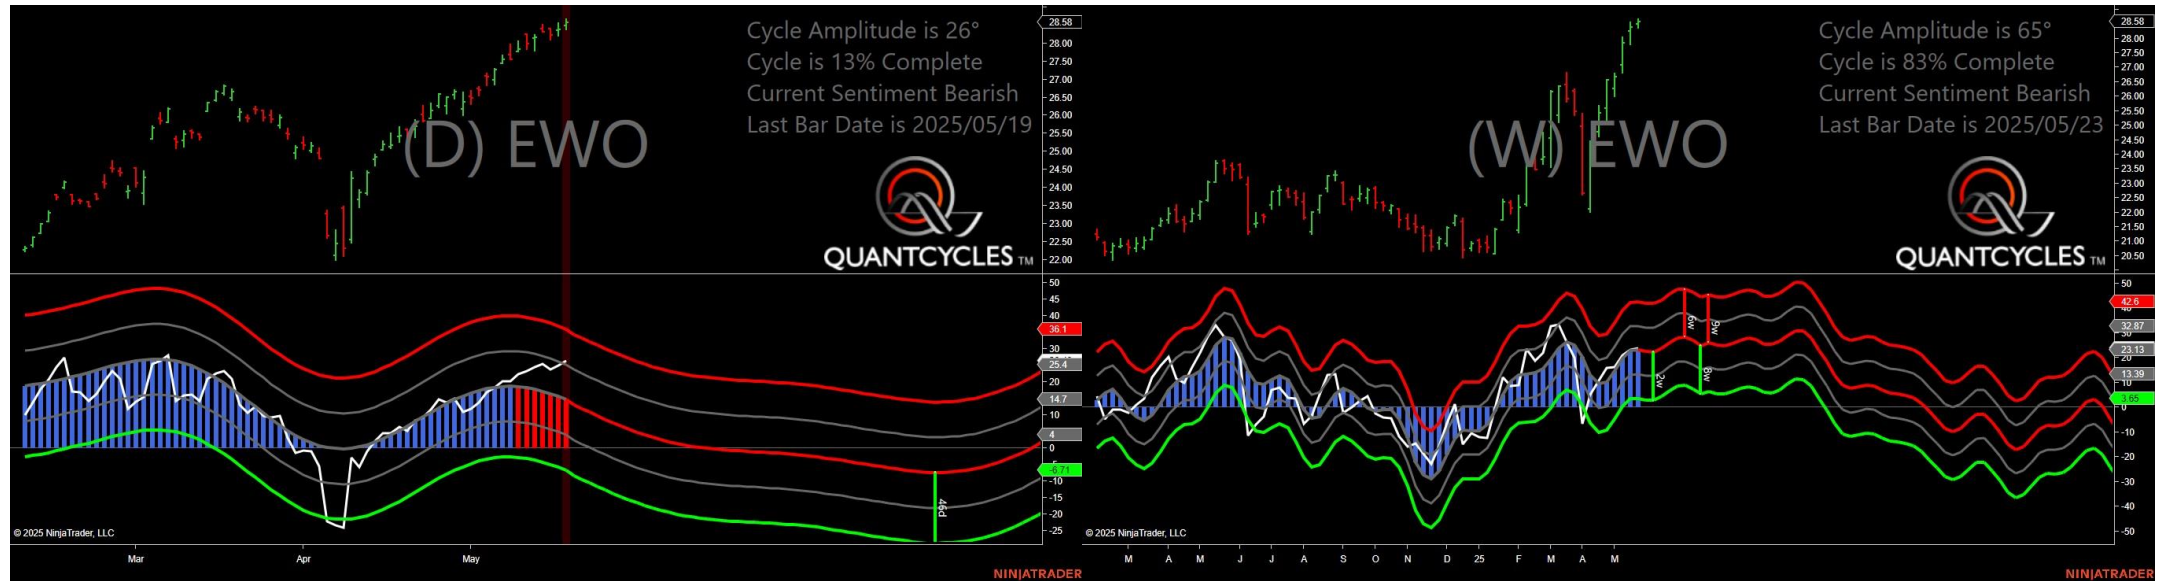 Cycle Amplitude is 26°
Cycle is 13% Complete
Current Sentiment Bearish
Last Bar Date is 2025/05/19
(D) EWO
QUANTCYCLES TM
28.58
28.00
27.50
27.00
26.50
26.00
25.50
25.00
24.50
24.00
23.50
23.00
22.50
22.00
50
45
40
36.1
30
25.4
20
14.7
10
4
0
-6.71
-10
-15
-20
-25
46d
© 2025 NinjaTrader, LLC
Mar Apr May
NINJATRADER
Cycle Amplitude is 65°
Cycle is 83% Complete
Current Sentiment Bearish
Last Bar Date is 2025/05/23
(W) EWO
QUANTCYCLES TM
28.58
28.00
27.50
27.00
26.50
26.00
25.50
25.00
24.50
24.00
23.50
23.00
22.50
22.00
21.50
21.00
20.50
50
42.6
32.87
23.13
20
13.39
10
3.65
0
-10
-20
-30
-40
-50
2w
6w
8w
9w
© 2025 NinjaTrader, LLC
M A M J J A S O N D 25 F M A M
NINJATRADER